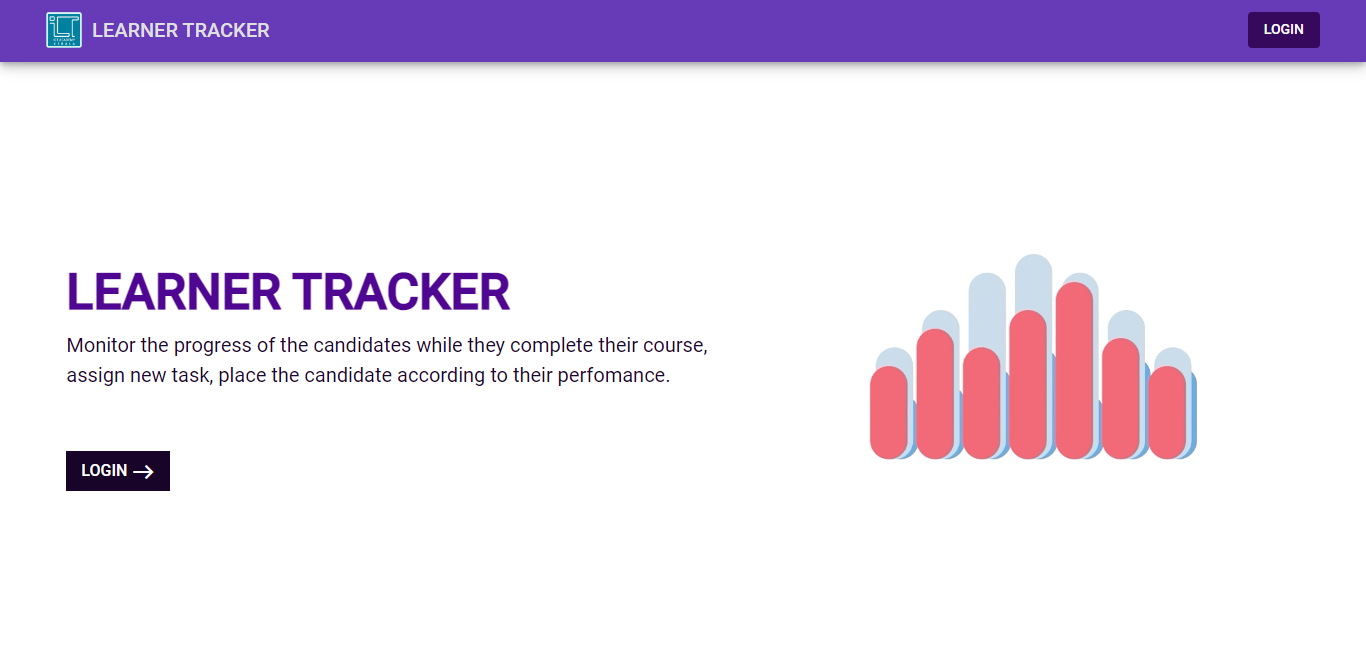 LEARNER TRACKER
LOGIN
LEARNER TRACKER
Monitor the progress of the candidates while they complete their course,
assign new task, place the candidate according to their perfomance.
LOGIN